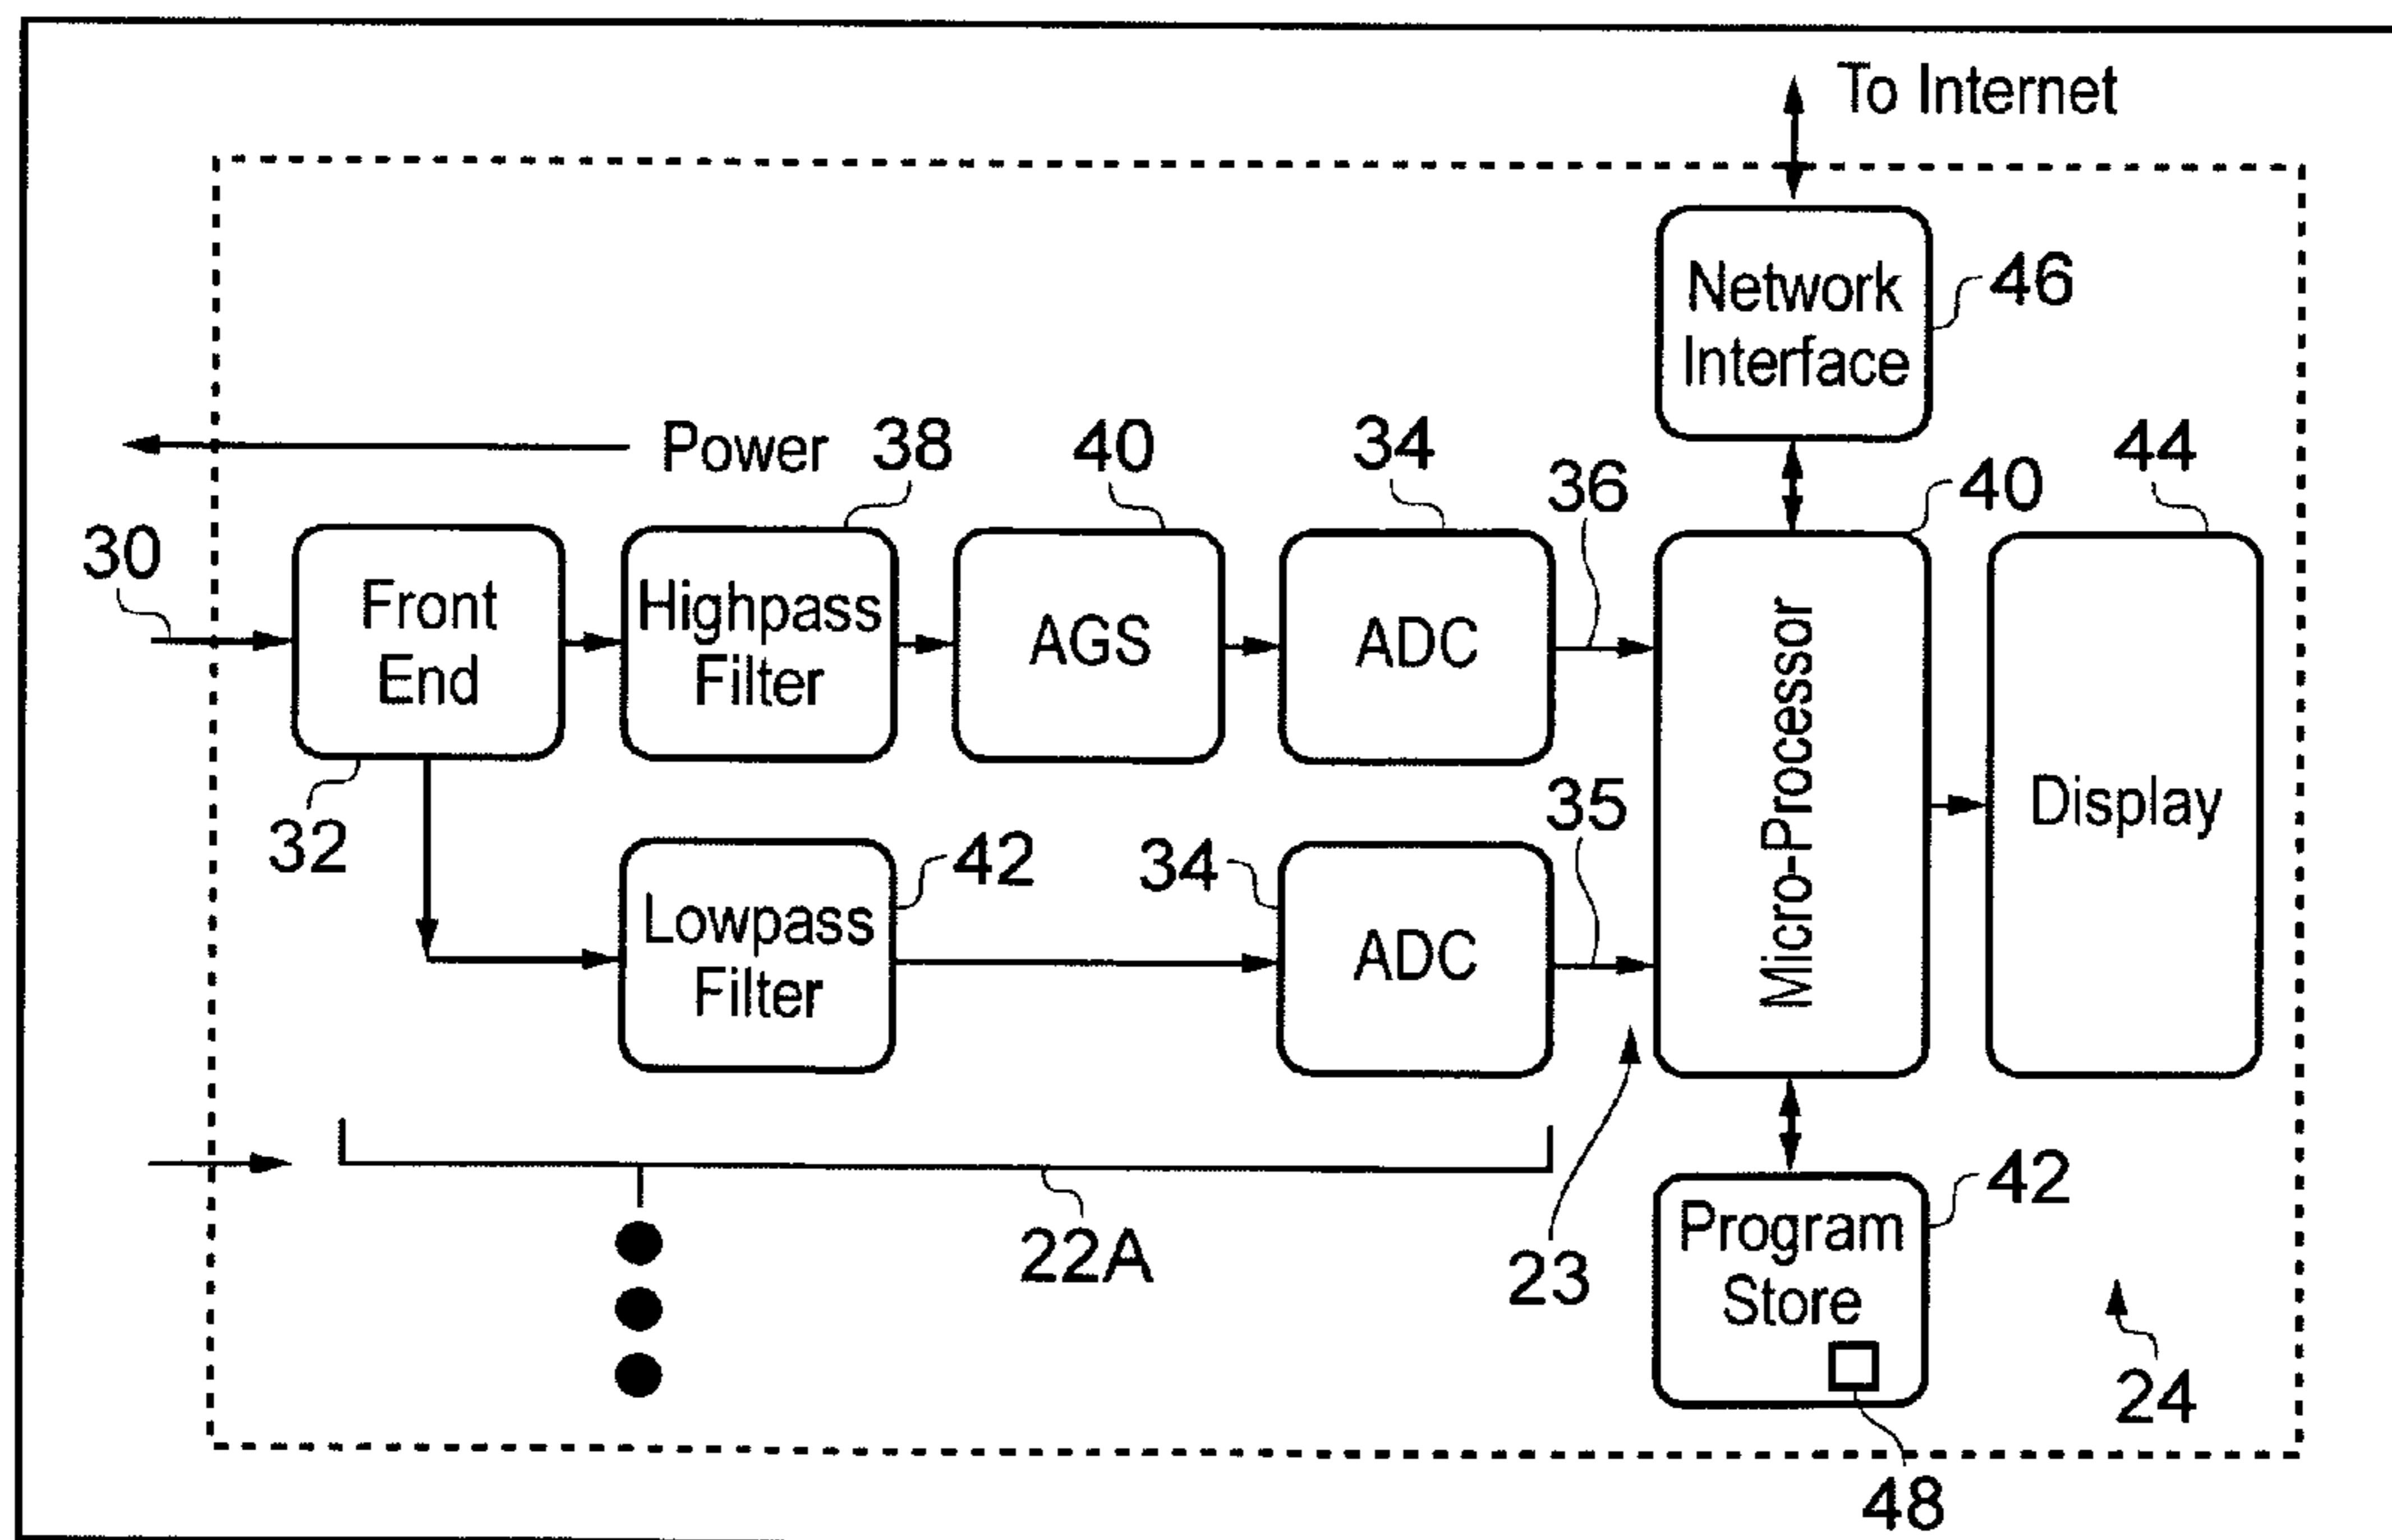 To Internet
Network
Interface
46
Power
38
40
34
36
40
44
30
Front
End
Highpass
Filter
AGS
ADC
Micro-Processor
Display
32
Lowpass
Filter
42
34
ADC
35
22A
23
Program
Store
42
24
48